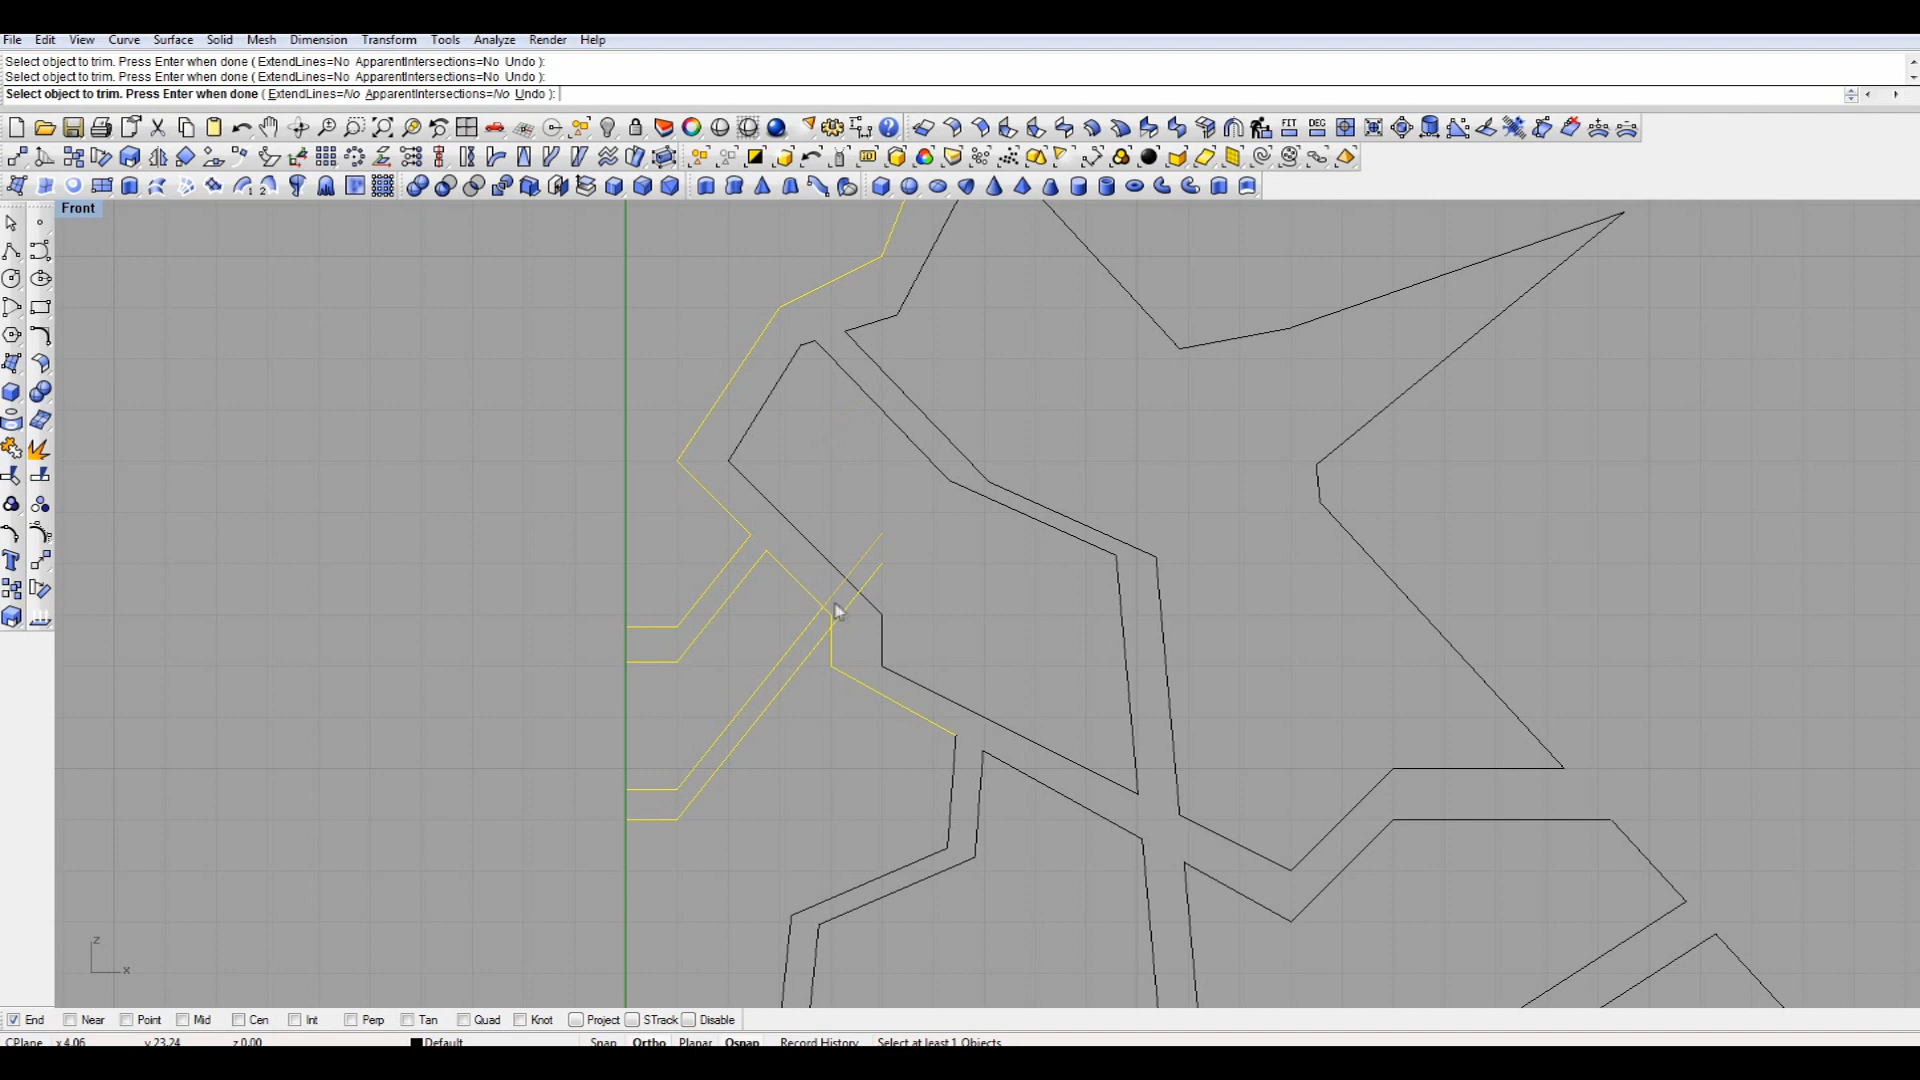 File Edit View Curve Surface Solid Mesh Dimension Transform Tools Analyze Render Help
Select object to trim. Press Enter when done ( ExtendLines=No ApparentIntersections=No Undo ):
Select object to trim. Press Enter when done ( ExtendLines=No ApparentIntersections=No Undo ):
Select object to trim. Press Enter when done ( ExtendLines=No ApparentIntersections=No Undo ):
FIT DEG
2D
2
Front
T
z
x
End Near Point Mid Cen Int Perp Tan Quad Knot Project STrack Disable
CPlane x 4.06 y 23.24 z 0.00 Default Snap Ortho Planar Osnap Record History Select at least 1 Objects